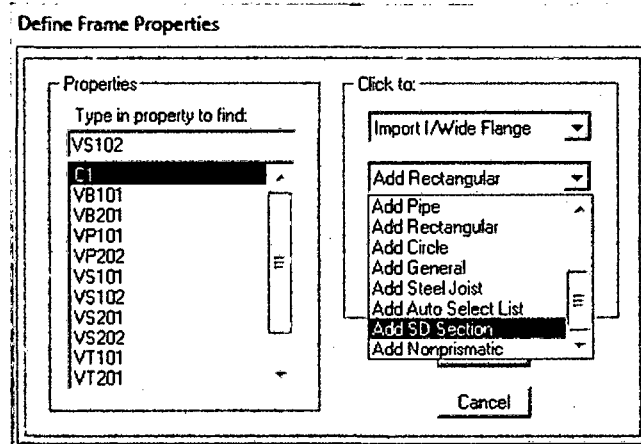 Define Frame Properties
Properties
Type in property to find:
VS102
C1
VB101
VB201
VP101
VP202
VS101
VS102
VS201
VS202
VT101
VT201
Click to:
Import I/Wide Flange
Add Rectangular
Add Pipe
Add Rectangular
Add Circle
Add General
Add Steel Joist
Add Auto Select List
Add SD Section
Add Nonprismatic
Cancel